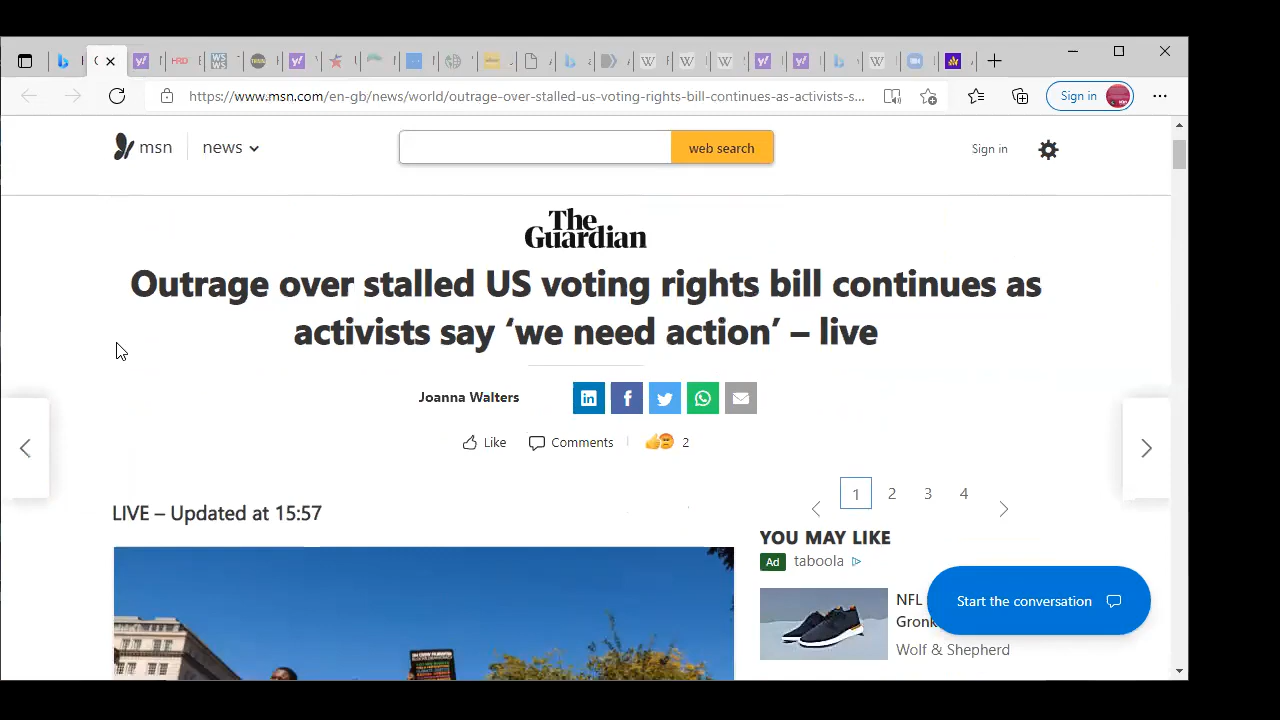 https://www.msn.com/en-gb/news/world/outrage-over-stalled-us-voting-rights-bill-continues-as-activists-s...
Sign in
msn
news
web search
Sign in
The
Guardian
Outrage over stalled US voting rights bill continues as
activists say ‘we need action’ – live
Joanna Walters
Like
Comments
2
1 2 3 4
LIVE – Updated at 15:57
YOU MAY LIKE
Ad taboola
NFL
Gronk
Start the conversation
Wolf & Shepherd